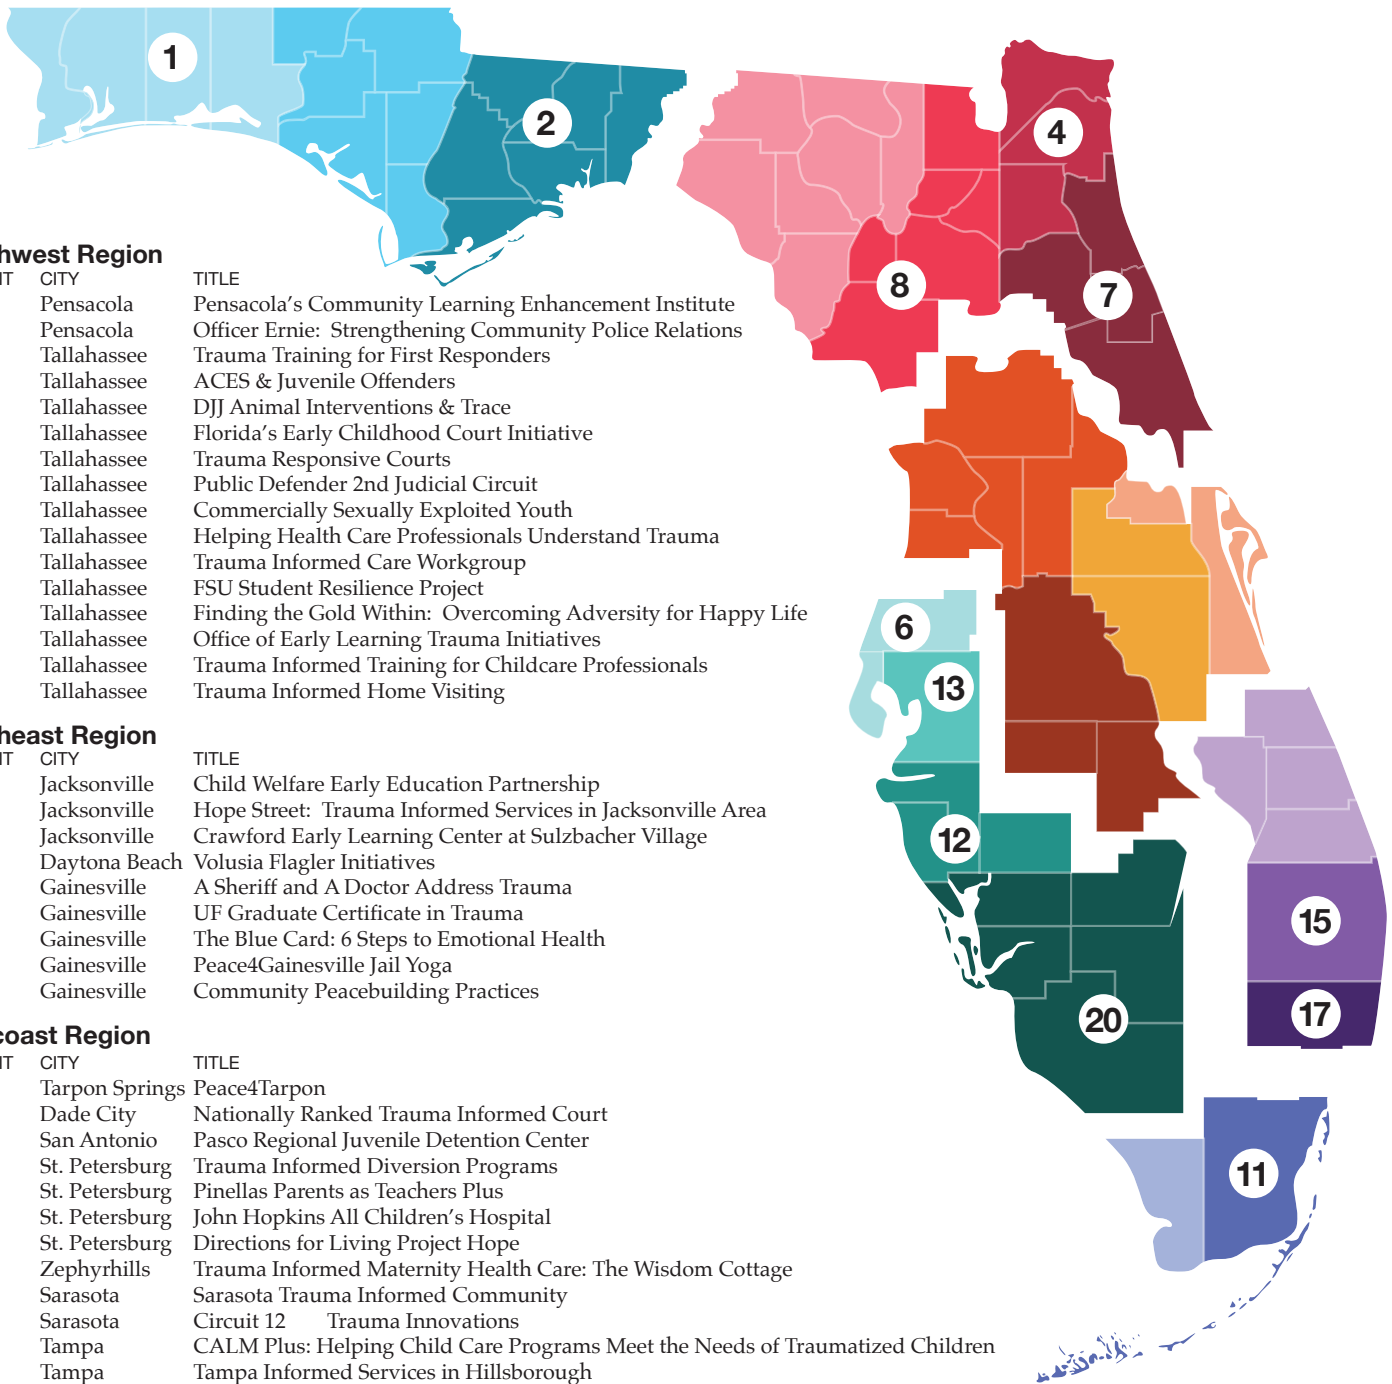 1
2
4
8
7
hwest Region
IT CITY TITLE
Pensacola Pensacola's Community Learning Enhancement Institute
Pensacola Officer Ernie: Strengthening Community Police Relations
Tallahassee Trauma Training for First Responders
Tallahassee ACES & Juvenile Offenders
Tallahassee DJJ Animal Interventions & Trace
Tallahassee Florida's Early Childhood Court Initiative
Tallahassee Trauma Responsive Courts
Tallahassee Public Defender 2nd Judicial Circuit
Tallahassee Commercially Sexually Exploited Youth
Tallahassee Helping Health Care Professionals Understand Trauma
Tallahassee Trauma Informed Care Workgroup
Tallahassee FSU Student Resilience Project
Tallahassee Finding the Gold Within: Overcoming Adversity for Happy Life
Tallahassee Office of Early Learning Trauma Initiatives
Tallahassee Trauma Informed Training for Childcare Professionals
Tallahassee Trauma Informed Home Visiting
6
13
12
15
17
20
11
heast Region
IT CITY TITLE
Jacksonville Child Welfare Early Education Partnership
Jacksonville Hope Street: Trauma Informed Services in Jacksonville Area
Jacksonville Crawford Early Learning Center at Sulzbacher Village
Daytona Beach Volusia Flagler Initiatives
Gainesville A Sheriff and A Doctor Address Trauma
Gainesville UF Graduate Certificate in Trauma
Gainesville The Blue Card: 6 Steps to Emotional Health
Gainesville Peace4Gainesville Jail Yoga
Gainesville Community Peacebuilding Practices
coast Region
IT CITY TITLE
Tarpon Springs Peace4Tarpon
Dade City Nationally Ranked Trauma Informed Court
San Antonio Pasco Regional Juvenile Detention Center
St. Petersburg Trauma Informed Diversion Programs
St. Petersburg Pinellas Parents as Teachers Plus
St. Petersburg John Hopkins All Children's Hospital
St. Petersburg Directions for Living Project Hope
Zephyrhills Trauma Informed Maternity Health Care: The Wisdom Cottage
Sarasota Sarasota Trauma Informed Community
Sarasota Circuit 12 Trauma Innovations
Tampa CALM Plus: Helping Child Care Programs Meet the Needs of Traumatized Children
Tampa Tampa Informed Services in Hillsborough